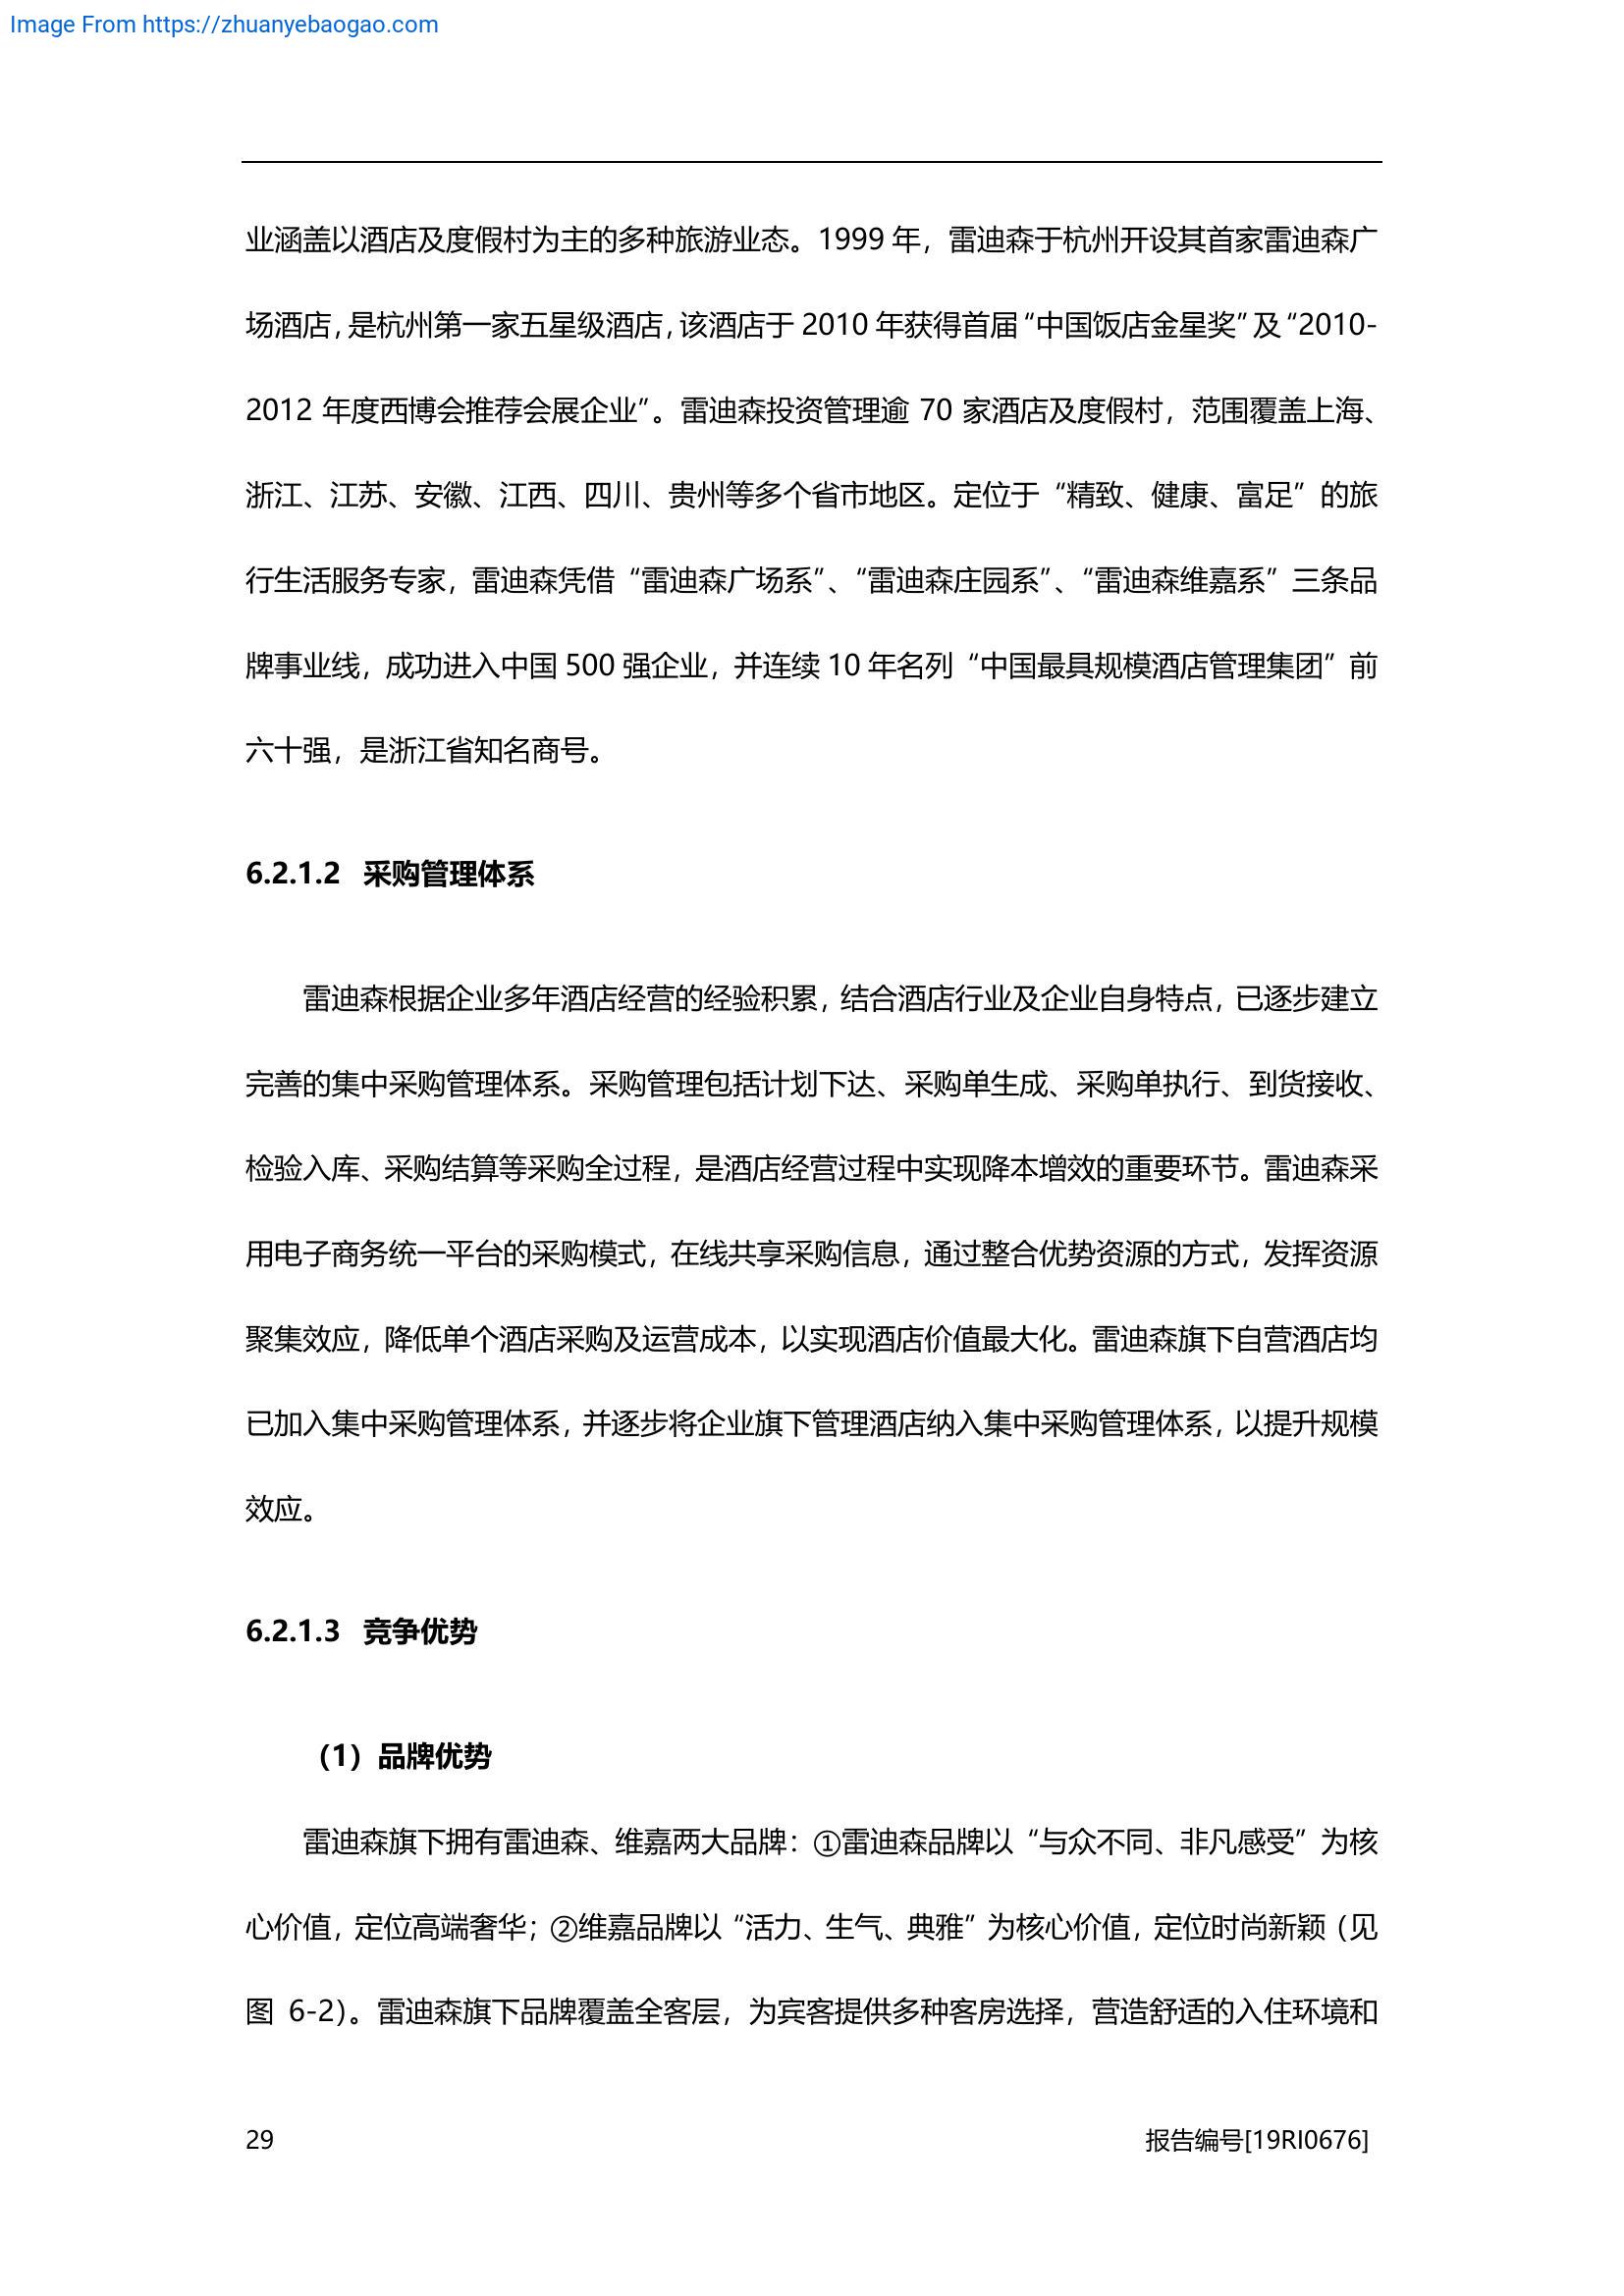 Image From https://zhuanyebaogao.com
业涵盖以酒店及度假村为主的多种旅游业态。1999 年，雷迪森于杭州开设其首家雷迪森广
场酒店，是杭州第一家五星级酒店，该酒店于 2010 年获得首届“中国饭店金星奖”及“2010-
2012 年度西博会推荐会展企业”。雷迪森投资管理逾 70 家酒店及度假村，范围覆盖上海、
浙江、江苏、安徽、江西、四川、贵州等多个省市地区。定位于“精致、健康、富足”的旅
行生活服务专家，雷迪森凭借“雷迪森广场系”、“雷迪森庄园系”、“雷迪森维嘉系”三条品
牌事业线，成功进入中国 500 强企业，并连续 10 年名列“中国最具规模酒店管理集团”前
六十强，是浙江省知名商号。
6.2.1.2 采购管理体系
雷迪森根据企业多年酒店经营的经验积累，结合酒店行业及企业自身特点，已逐步建立
完善的集中采购管理体系。采购管理包括计划下达、采购单生成、采购单执行、到货接收、
检验入库、采购结算等采购全过程，是酒店经营过程中实现降本增效的重要环节。雷迪森采
用电子商务统一平台的采购模式，在线共享采购信息，通过整合优势资源的方式，发挥资源
聚集效应，降低单个酒店采购及运营成本，以实现酒店价值最大化。雷迪森旗下自营酒店均
已加入集中采购管理体系，并逐步将企业旗下管理酒店纳入集中采购管理体系，以提升规模
效应。
6.2.1.3 竞争优势
（1）品牌优势
雷迪森旗下拥有雷迪森、维嘉两大品牌：①雷迪森品牌以“与众不同、非凡感受”为核
心价值，定位高端奢华；②维嘉品牌以“活力、生气、典雅”为核心价值，定位时尚新颖（见
图 6-2）。雷迪森旗下品牌覆盖全客层，为宾客提供多种客房选择，营造舒适的入住环境和
29 报告编号[19RI0676]